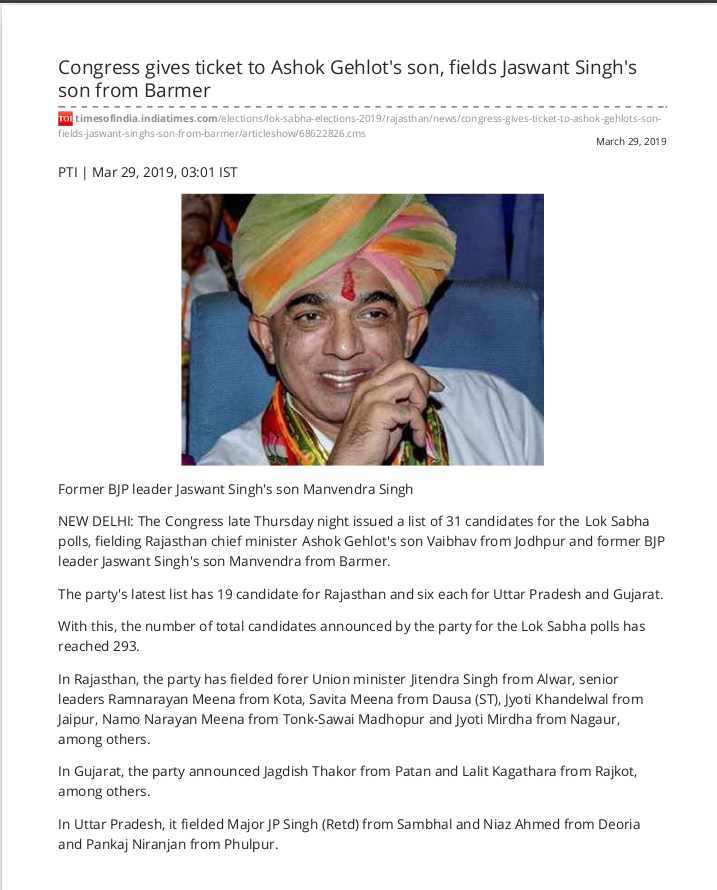 Congress gives ticket to Ashok Gehlot's son, fields Jaswant Singh's
son from Barmer
TOI timesofindia.indiatimes.com/elections/lok-sabha-elections-2019/rajasthan/news/congress-gives-ticket-to-ashok-gehlots-son-
fields-jaswant-singhs-son-from-barmer/articleshow/68622826.cms
March 29, 2019
PTI | Mar 29, 2019, 03:01 IST
Former BJP leader Jaswant Singh's son Manvendra Singh
NEW DELHI: The Congress late Thursday night issued a list of 31 candidates for the Lok Sabha
polls, fielding Rajasthan chief minister Ashok Gehlot's son Vaibhav from Jodhpur and former BJP
leader Jaswant Singh's son Manvendra from Barmer.
The party's latest list has 19 candidate for Rajasthan and six each for Uttar Pradesh and Gujarat.
With this, the number of total candidates announced by the party for the Lok Sabha polls has
reached 293.
In Rajasthan, the party has fielded forer Union minister Jitendra Singh from Alwar, senior
leaders Ramnarayan Meena from Kota, Savita Meena from Dausa (ST), Jyoti Khandelwal from
Jaipur, Namo Narayan Meena from Tonk-Sawai Madhopur and Jyoti Mirdha from Nagaur,
among others.
In Gujarat, the party announced Jagdish Thakor from Patan and Lalit Kagathara from Rajkot,
among others.
In Uttar Pradesh, it fielded Major JP Singh (Retd) from Sambhal and Niaz Ahmed from Deoria
and Pankaj Niranjan from Phulpur.